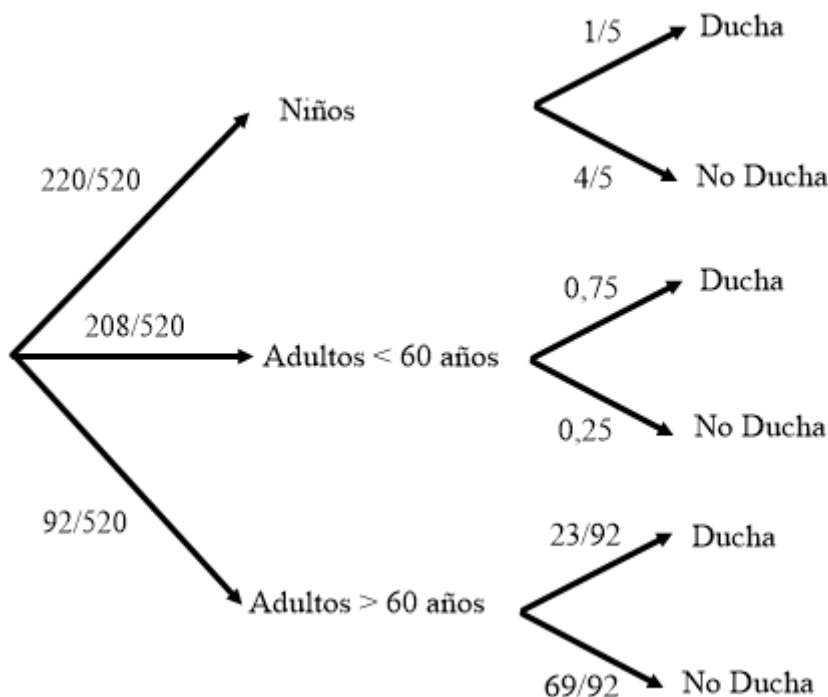 1/5 Ducha
Niños
220/520
4/5 No Ducha
0,75 Ducha
208/520
Adultos < 60 años
0,25 No Ducha
92/520
23/92 Ducha
Adultos > 60 años
69/92 No Ducha